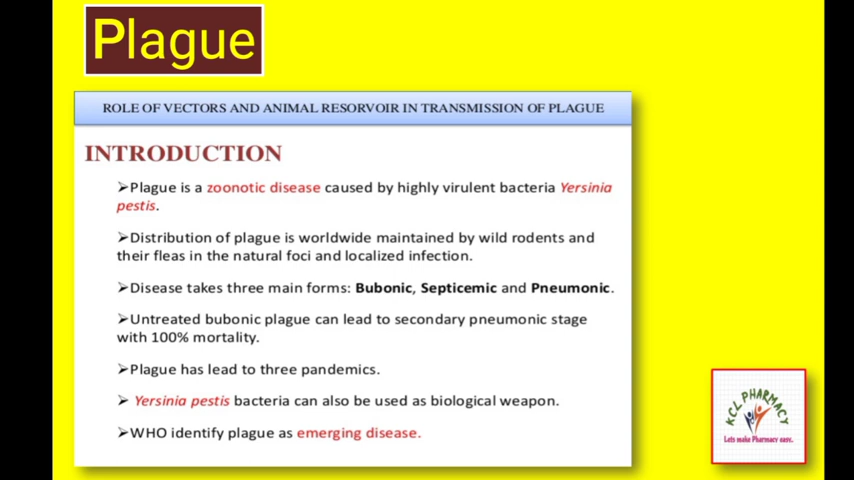 Plague
ROLE OF VECTORS AND ANIMAL RESORVOIR IN TRANSMISSION OF PLAGUE
INTRODUCTION
➢Plague is a zoonotic disease caused by highly virulent bacteria Yersinia
pestis.
➢Distribution of plague is worldwide maintained by wild rodents and
their fleas in the natural foci and localized infection.
➢Disease takes three main forms: Bubonic, Septicemic and Pneumonic.
➢Untreated bubonic plague can lead to secondary pneumonic stage
with 100% mortality.
➢Plague has lead to three pandemics.
➢ Yersinia pestis bacteria can also be used as biological weapon.
➢WHO identify plague as emerging disease.
KCL PHARMACY
Lets make Pharmacy easy.